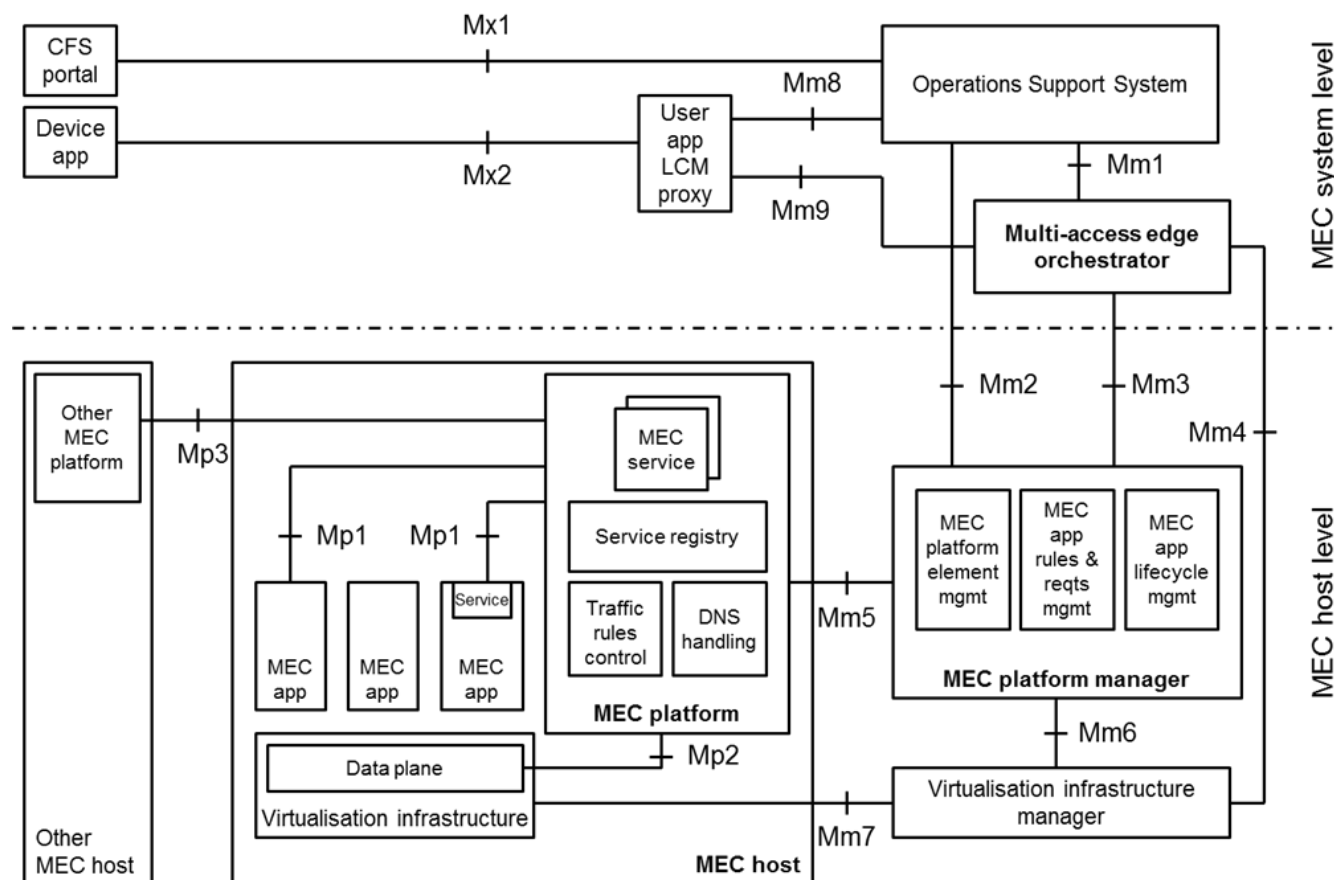 Mx1
CFS
portal
Operations Support System
MEC system level
Mm8
Device
app
User
app
LCM
proxy
Mx2
Mm1
Mm9
Multi-access edge
orchestrator
Other
MEC
platform
Mp3
MEC
service
Mm2
Mm3
Mm4
MEC host level
Mp1
Mp1
Service registry
MEC
platform
element
mgmt
MEC
app
rules &
reqts
mgmt
MEC
app
lifecycle
mgmt
Service
Traffic
rules
control
DNS
handling
Mm5
MEC
app
MEC
app
MEC
app
MEC platform
MEC platform manager
Mp2
Mm6
Data plane
Virtualisation infrastructure
Virtualisation infrastructure
manager
Mm7
Other
MEC host
MEC host